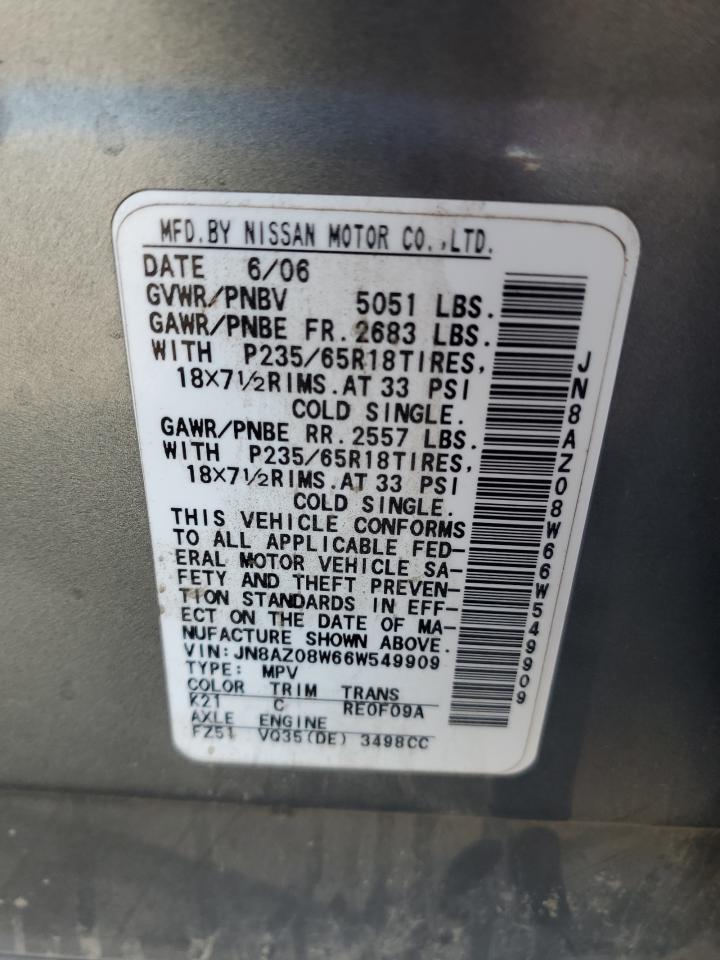 MFD.BY NISSAN MOTOR CO.,LTD.
DATE 6/06
GVWR/PNBV 5051 LBS.
GAWR/PNBE FR.2683 LBS.
WITH P235/65R18TIRES,
18X7 1/2RIMS.AT 33 PSI
COLD SINGLE.
GAWR/PNBE RR.2557 LBS.
WITH P235/65R18TIRES,
18X7 1/2RIMS.AT 33 PSI
COLD SINGLE.
THIS VEHICLE CONFORMS
TO ALL APPLICABLE FED-
ERAL MOTOR VEHICLE SA-
FETY AND THEFT PREVEN-
TION STANDARDS IN EFF-
ECT ON THE DATE OF MA-
NUFACTURE SHOWN ABOVE.
VIN:JN8AZ08W66W549909
TYPE: MPV
COLOR TRIM TRANS
K21 C RE0F09A
AXLE ENGINE
FZ51 VQ35(DE) 3498CC
JN8AZ08W66W549909